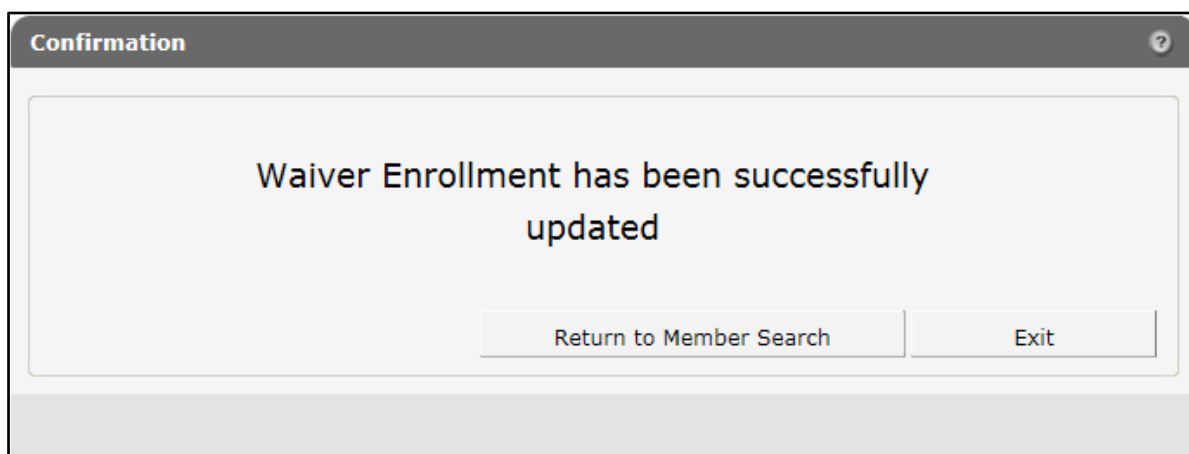 Confirmation
?
Waiver Enrollment has been successfully
updated
Return to Member Search
Exit